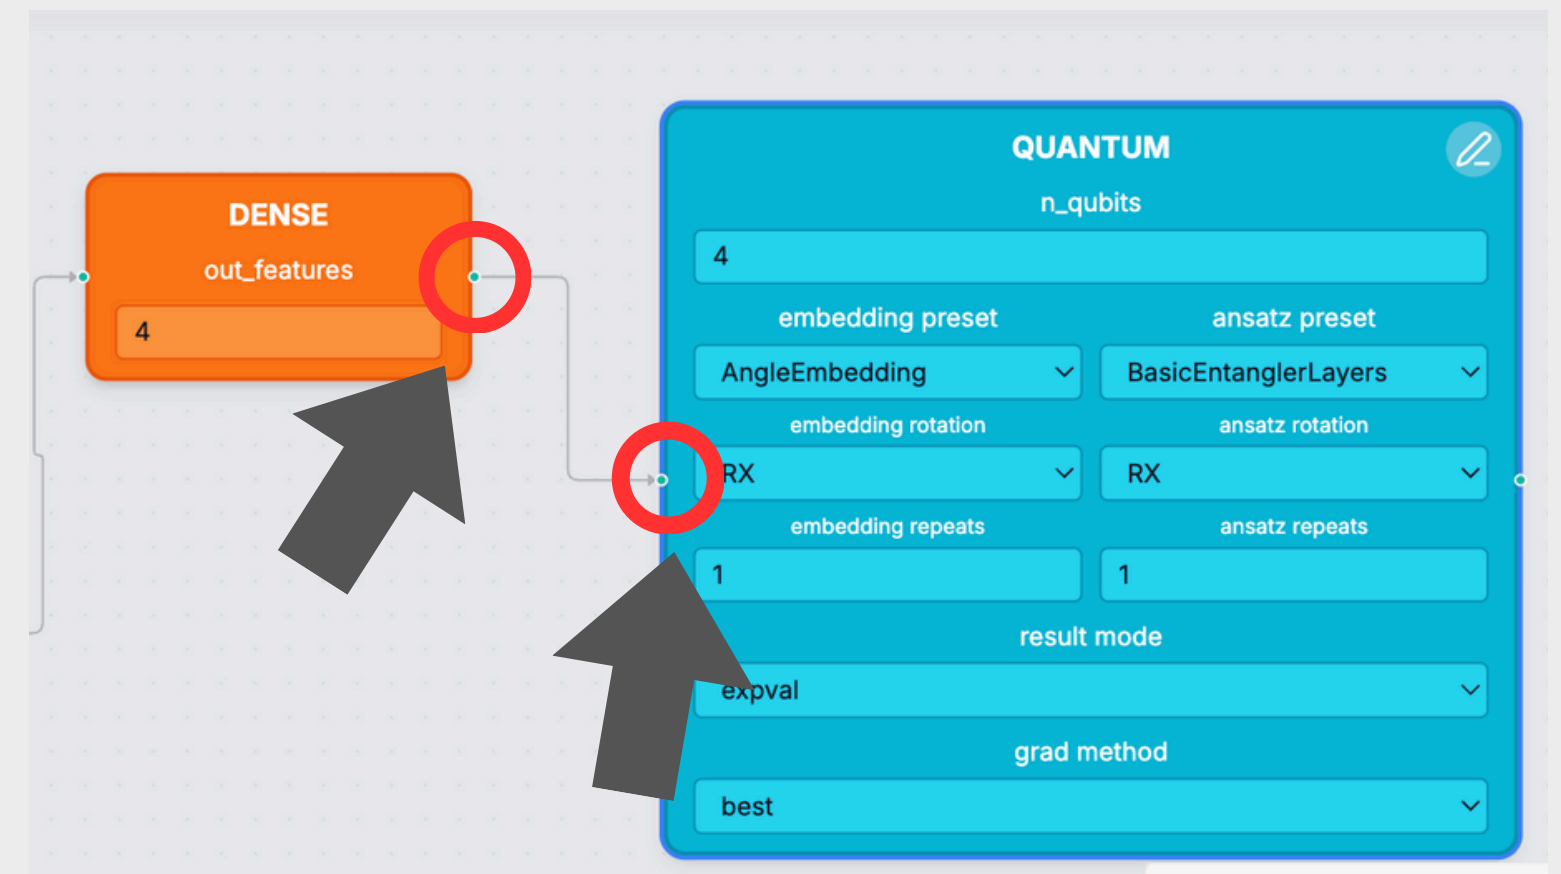 DENSE
out_features
4
QUANTUM
n_qubits
4
embedding preset
ansatz preset
AngleEmbedding
BasicEntanglerLayers
embedding rotation
ansatz rotation
RX
RX
embedding repeats
ansatz repeats
1
1
result mode
expval
grad method
best